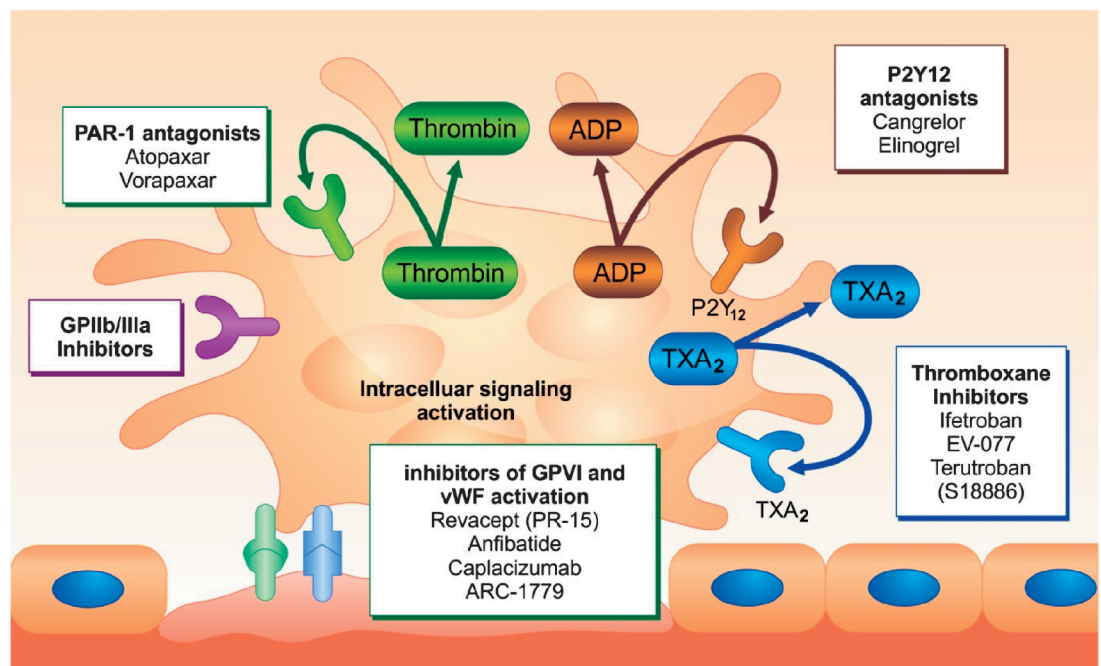 P2Y12
antagonists
Cangrelor
Elinogrel
PAR-1 antagonists
Atopaxar
Vorapaxar
Thrombin
ADP
Thrombin
ADP
P2Y12
TXA2
GPIIb/IIIa
Inhibitors
TXA2
Intracelluar signaling
activation
Thromboxane
Inhibitors
Ifetroban
EV-077
Terutroban
(S18886)
TXA2
inhibitors of GPVI and
vWF activation
Revacept (PR-15)
Anfibatide
Caplacizumab
ARC-1779